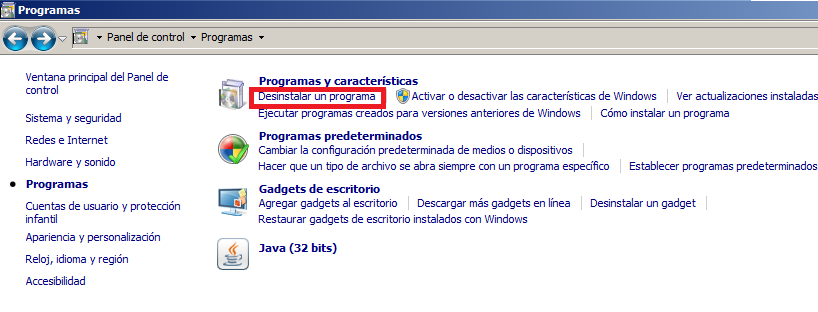 Programas
Panel de control Programas
Ventana principal del Panel de
control
Sistema y seguridad
Redes e Internet
Hardware y sonido
Programas
Cuentas de usuario y protección
infantil
Apariencia y personalización
Reloj, idioma y región
Accesibilidad
Programas y características
Desinstalar un programa Activar o desactivar las características de Windows Ver actualizaciones instaladas
Ejecutar programas creados para versiones anteriores de Windows Cómo instalar un programa
Programas predeterminados
Cambiar la configuración predeterminada de medios o dispositivos
Hacer que un tipo de archivo se abra siempre con un programa específico Establecer programas predeterminados
Gadgets de escritorio
Agregar gadgets al escritorio Descargar más gadgets en línea Desinstalar un gadget
Restaurar gadgets de escritorio instalados con Windows
Java (32 bits)